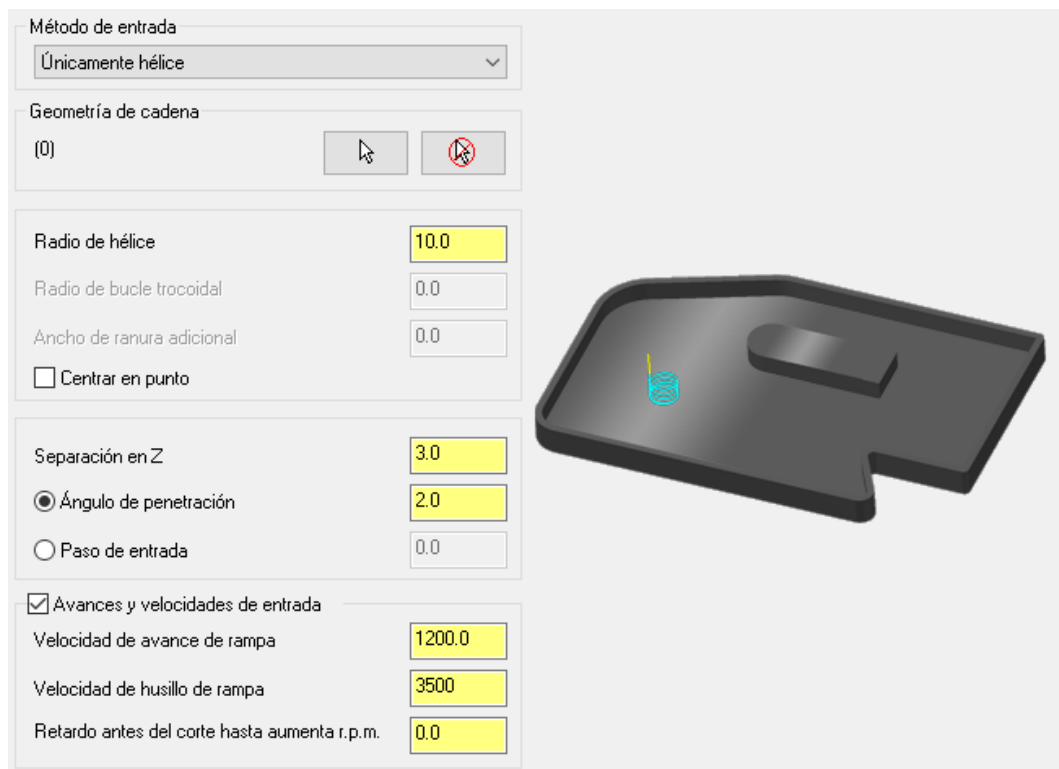 Método de entrada
Únicamente hélice
Geometría de cadena
(0)
Radio de hélice 10.0
Radio de bucle trocoidal 0.0
Ancho de ranura adicional 0.0
Centrar en punto
Separación en Z 3.0
Ángulo de penetración 2.0
Paso de entrada 0.0
Avances y velocidades de entrada
Velocidad de avance de rampa 1200.0
Velocidad de husillo de rampa 3500
Retardo antes del corte hasta aumenta r.p.m. 0.0